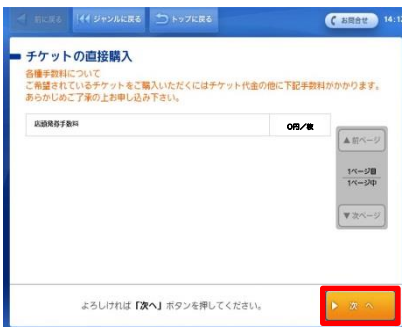 前に戻る
ジャンルに戻る
トップに戻る
お問合せ
14:1
チケットの直接購入
各種手数料について
ご希望されているチケットをご購入いただくにはチケット代金の他に下記手数料がかかります。
あらかじめご了承の上お申し込み下さい。
店頭発券手数料
0円/枚
▲前ページ
1ページ目
1ページ中
▼次ページ
よろしければ「次へ」ボタンを押してください。
次へ